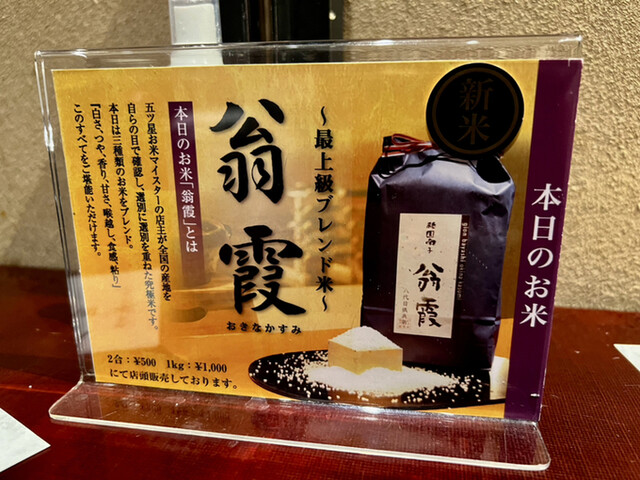 本日のお米
新米
~最上級ブレンド米~
翁霞
おきなかすみ
本日のお米「翁霞」とは
五ツ星お米マイスターの店主が全国の産地を
自らの目で確認し、選別に選別を重ねた究極米です。
本日は三種類のお米をブレンド。
『白さ、つや、香り、甘さ、喉越し、食感、粘り』
このすべてをご堪能いただけます。
2合:¥500 1kg:¥1,000
にて店頭販売しております。
翁霞